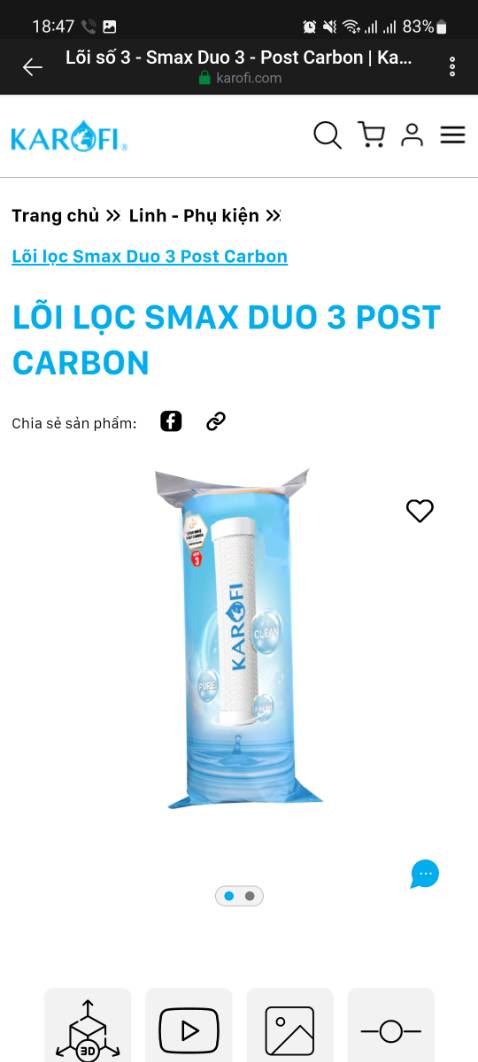 18:47
83%
Lõi số 3 - Smax Duo 3 - Post Carbon | Ka...
karofi.com
KAROFI
Trang chủ >> Linh - Phụ kiện >>
Lõi lọc Smax Duo 3 Post Carbon
LÕI LỌC SMAX DUO 3 POST
CARBON
Chia sẻ sản phẩm:
3
KAROFI
CLEAN
PURE
3D